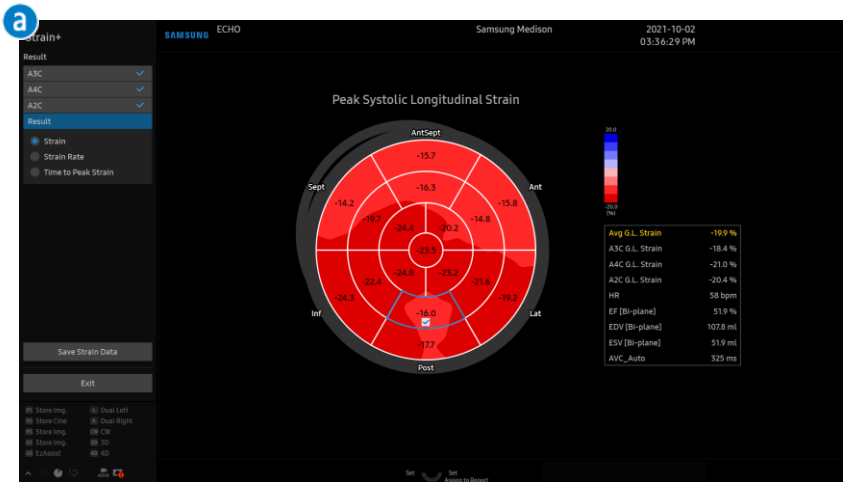 a
Strain+
SAMSUNG
ECHO
Samsung Medison
2021-10-02
03:36:29 PM
Result
A3C
A4C
A2C
Result
Strain
Strain Rate
Time to Peak Strain
Peak Systolic Longitudinal Strain
AntSept
-15.7
Sept
-16.3
Ant
-14.2
-15.8
-19.7
-24.4
-20.2
-14.8
-25.5
-24.8
-23.2
-22.4
-21.6
-24.3
-19.2
Inf
-16.0
Lat
-17.7
Post
20.0
-20.0
(%)
Avg G.L. Strain -19.9 %
A3C G.L. Strain -18.4 %
A4C G.L. Strain -21.0 %
A2C G.L. Strain -20.4 %
HR 58 bpm
EF [Bi-plane] 51.9 %
EDV [Bi-plane] 107.8 ml
ESV [Bi-plane] 51.9 ml
AVC_Auto 325 ms
Save Strain Data
Exit
Store Img. Dual Left
Store Cine Dual Right
Store Img. CW CW
Store Img. 3D 3D
EzAssist 4D 4D
Set Set
Assign to Report